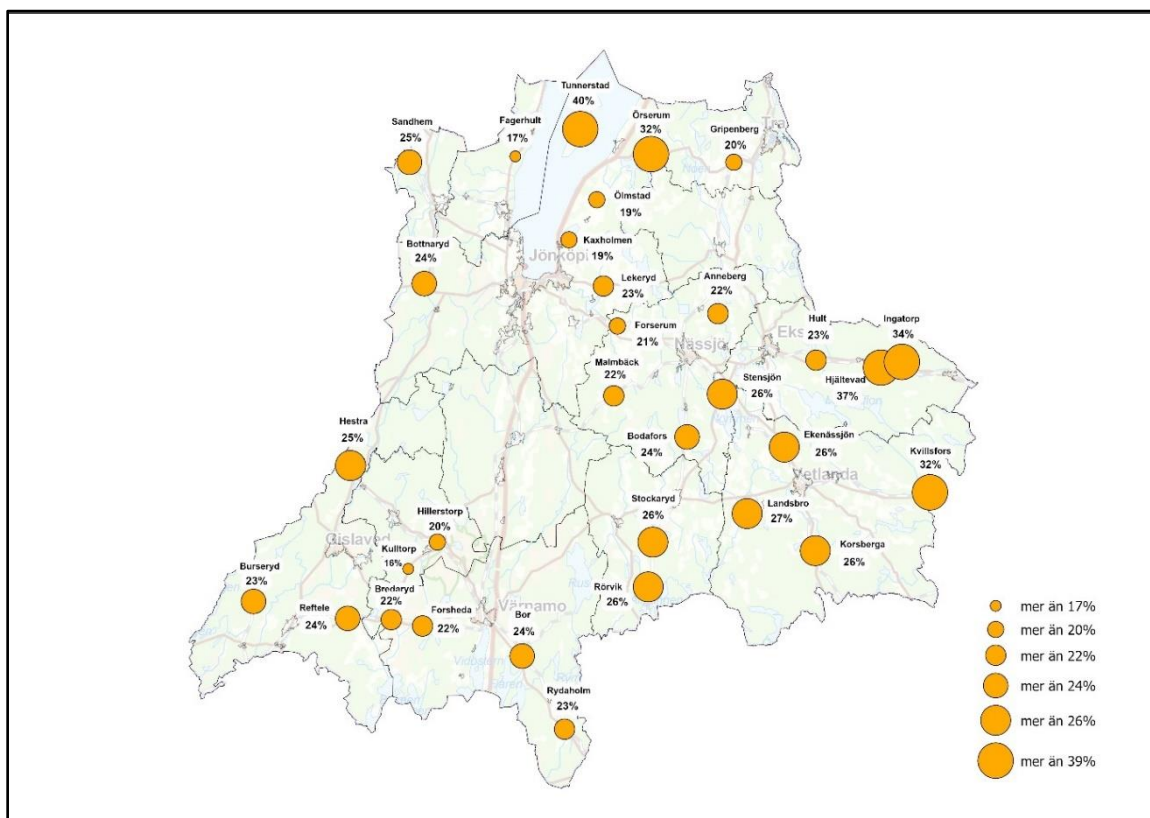 Tunnerstad
40%
Sandhem
25%
Fagerhult
17%
Örserum
32%
Gripenberg
20%
Tra
Ölmstad
19%
Kaxholmen
19%
Jönköpi
Bottnaryd
24%
Lekeryd
23%
Anneberg
22%
Forserum
21%
Nässjö
Hult
23%
Eks
Ingatorp
34%
Hjältevad
37%
Malmbäck
22%
Stensjön
26%
Hestra
25%
Bodafors
24%
Ekenässjön
26%
Vetlanda
Kvillsfors
32%
Stockaryd
26%
Landsbro
27%
Korsberga
26%
Hillerstorp
20%
Gislaved
Kulltorp
Burseryd
23%
Reftele
24%
Bredaryd
22%
Forsheda
22%
Värnamo
Bor
24%
Rörvik
26%
Vidöstern
Rydaholm
23%
mer än 17%
mer än 20%
mer än 22%
mer än 24%
mer än 26%
mer än 39%